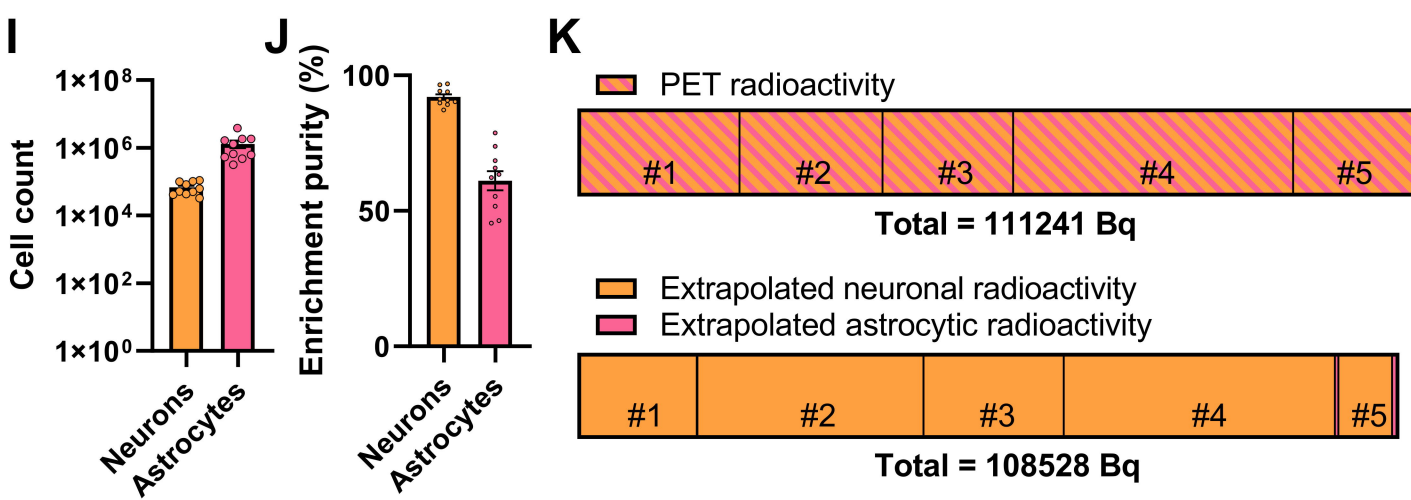 I
Cell count
1×10⁸
1×10⁶
1×10⁴
1×10²
1×10⁰
Neurons
Astrocytes
J
Enrichment purity (%)
100
50
0
Neurons
Astrocytes
K
PET radioactivity
#1 #2 #3 #4 #5
Total = 111241 Bq
Extrapolated neuronal radioactivity
Extrapolated astrocytic radioactivity
#1 #2 #3 #4 #5
Total = 108528 Bq